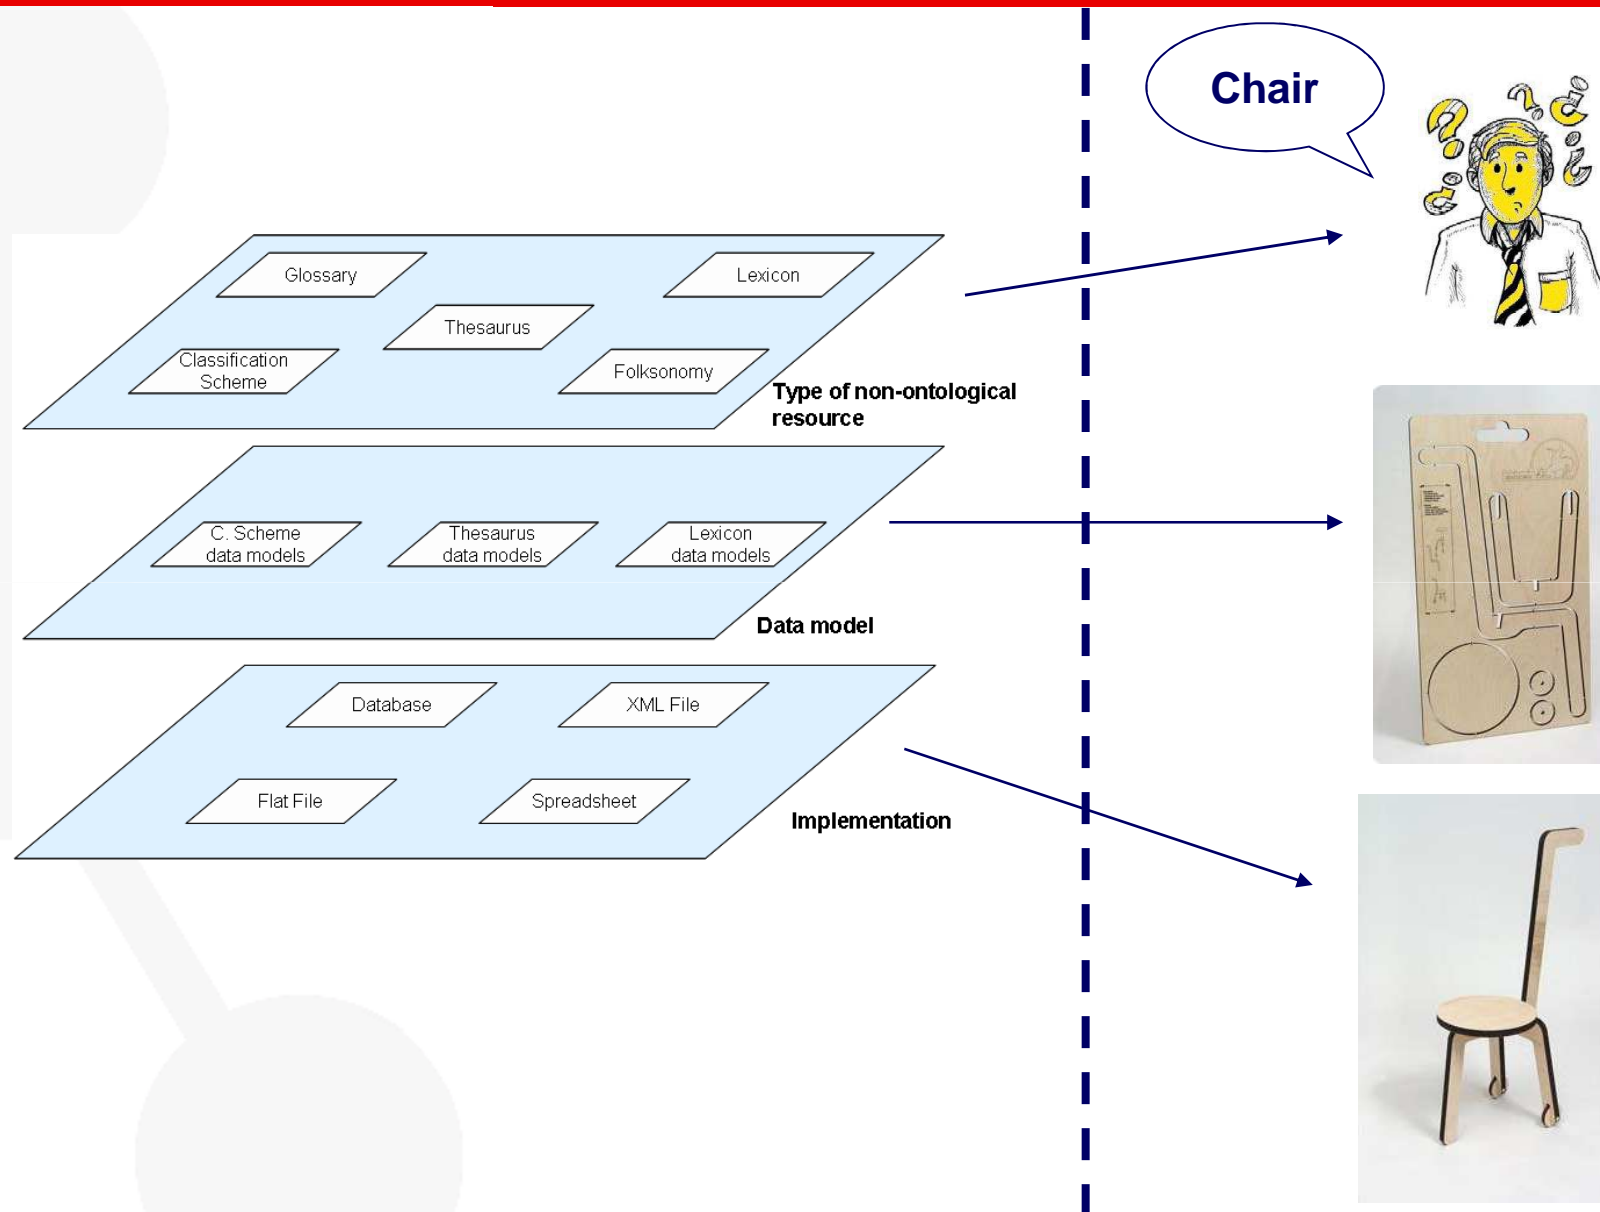 Chair
Glossary
Lexicon
Thesaurus
Classification
Scheme
Folksonomy
Type of non-ontological
resource
C. Scheme
data models
Thesaurus
data models
Lexicon
data models
Data model
Database
XML File
Flat File
Spreadsheet
Implementation